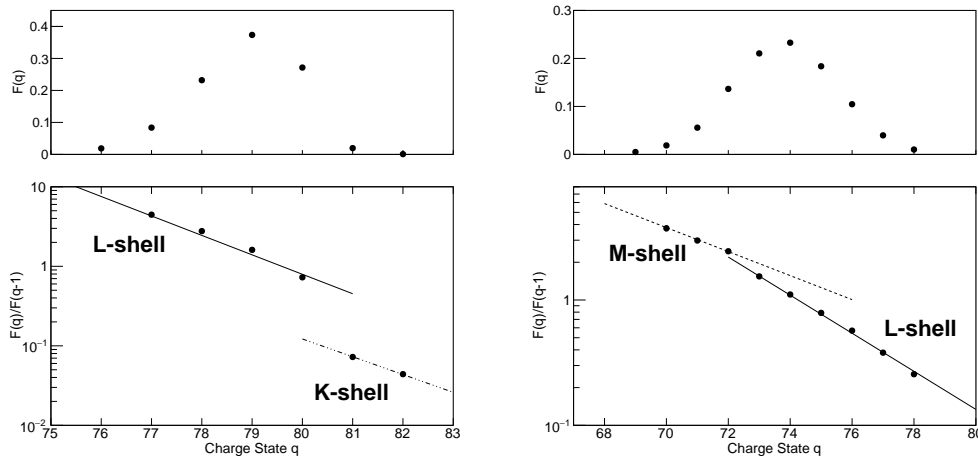 F(q)
0.4
0.3
0.2
0.1
0
F(q)/F(q-1)
10
1
10⁻¹
10⁻²
L-shell
K-shell
75 76 77 78 79 80 81 82 83
Charge State q
F(q)
0.3
0.2
0.1
0
F(q)/F(q-1)
1
10⁻¹
M-shell
L-shell
68 70 72 74 76 78 80
Charge State q